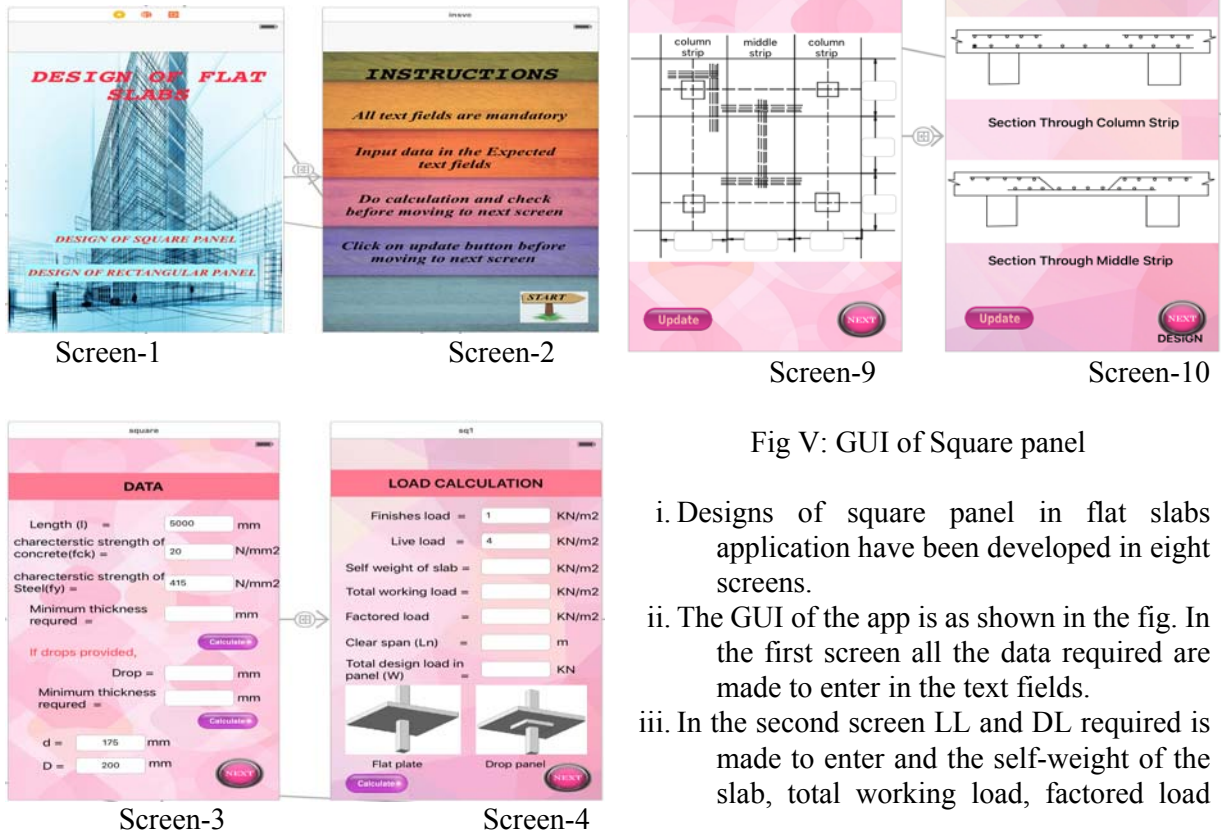 insve
DESIGN OF FLAT
SLABS
DESIGN OF SQUARE PANEL
DESIGN OF RECTANGULAR PANEL
Screen-1
INSTRUCTIONS
All text fields are mandatory
Input data in the Expected
text fields
Do calculation and check
before moving to next screen
Click on update button before
moving to next screen
START
Screen-2
square
DATA
Length (l) = 5000 mm
charecterstic strength of
concrete(fck) = 20 N/mm2
charecterstic strength of
Steel(fy) = 415 N/mm2
Minimum thickness
requred = mm
Calculate
If drops provided,
Drop = mm
Minimum thickness
requred = mm
Calculate
d = 175 mm
D = 200 mm
NEXT
Screen-3
sq1
LOAD CALCULATION
Finishes load = 1 KN/m2
Live load = 4 KN/m2
Self weight of slab = KN/m2
Total working load = KN/m2
Factored load = KN/m2
Clear span (Ln) = m
Total design load in
panel (W) = KN
Flat plate Drop panel
Calculate
NEXT
Screen-4
column middle column
strip strip strip
Update
NEXT
Screen-9
Section Through Column Strip
Section Through Middle Strip
Update
NEXT
DESIGN
Screen-10
Fig V: GUI of Square panel
i. Designs of square panel in flat slabs
application have been developed in eight
screens.
ii. The GUI of the app is as shown in the fig. In
the first screen all the data required are
made to enter in the text fields.
iii. In the second screen LL and DL required is
made to enter and the self-weight of the
slab, total working load, factored load